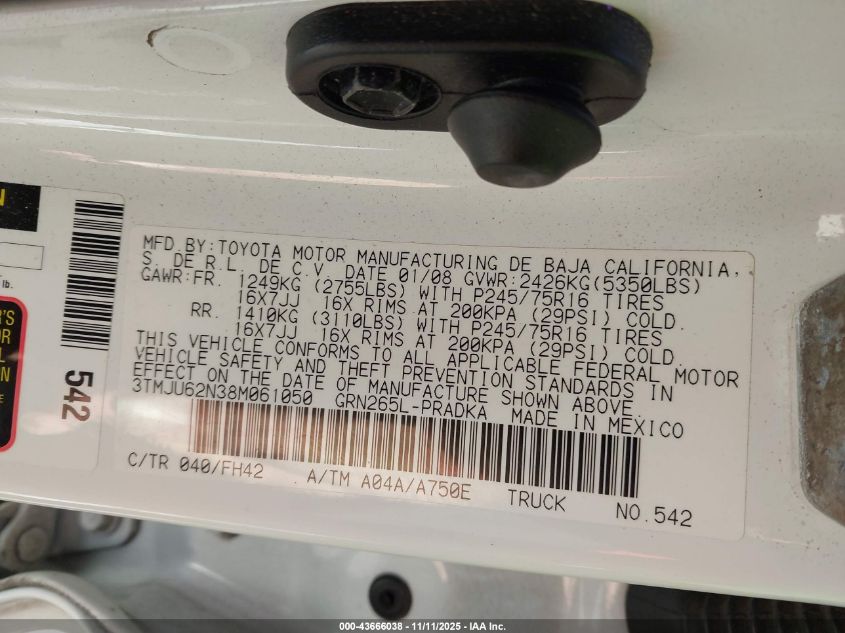 MFD.BY:TOYOTA MOTOR MANUFACTURING DE BAJA CALIFORNIA,
S. DE R.L. DE C.V. DATE 01/08 GVWR:2426KG(5350LBS)
GAWR:FR. 1249KG (2755LBS) WITH P245/75R16 TIRES
16X7JJ 16X RIMS AT 200KPA (29PSI) COLD.
RR. 1410KG (3110LBS) WITH P245/75R16 TIRES
16X7JJ 16X RIMS AT 200KPA (29PSI) COLD.
THIS VEHICLE CONFORMS TO ALL APPLICABLE FEDERAL MOTOR
VEHICLE SAFETY AND THEFT PREVENTION STANDARDS IN
EFFECT ON THE DATE OF MANUFACTURE SHOWN ABOVE.
3TMJU62N38M061050 GRN265L-PRADKA MADE IN MEXICO
C/TR 040/FH42 A/TM A04A/A750E TRUCK NO.542
542
lb.
000-43666038 - 11/11/2025 - IAA Inc.